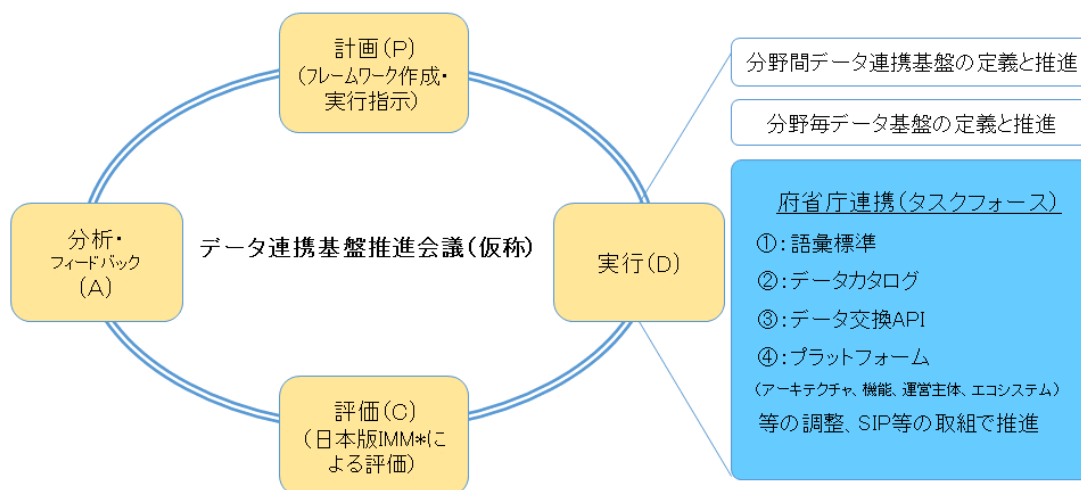 計画(P)
(フレームワーク作成・
実行指示)
分野間データ連携基盤の定義と推進
分野毎データ基盤の定義と推進
府省庁連携(タスクフォース)
①:語彙標準
②:データカタログ
③:データ交換API
④:プラットフォーム
(アーキテクチャ、機能、運営主体、エコシステム)
等の調整、SIP等の取組で推進
分析・
フィードバック
(A)
データ連携基盤推進会議(仮称)
実行(D)
評価(C)
(日本版IMM*に
よる評価)